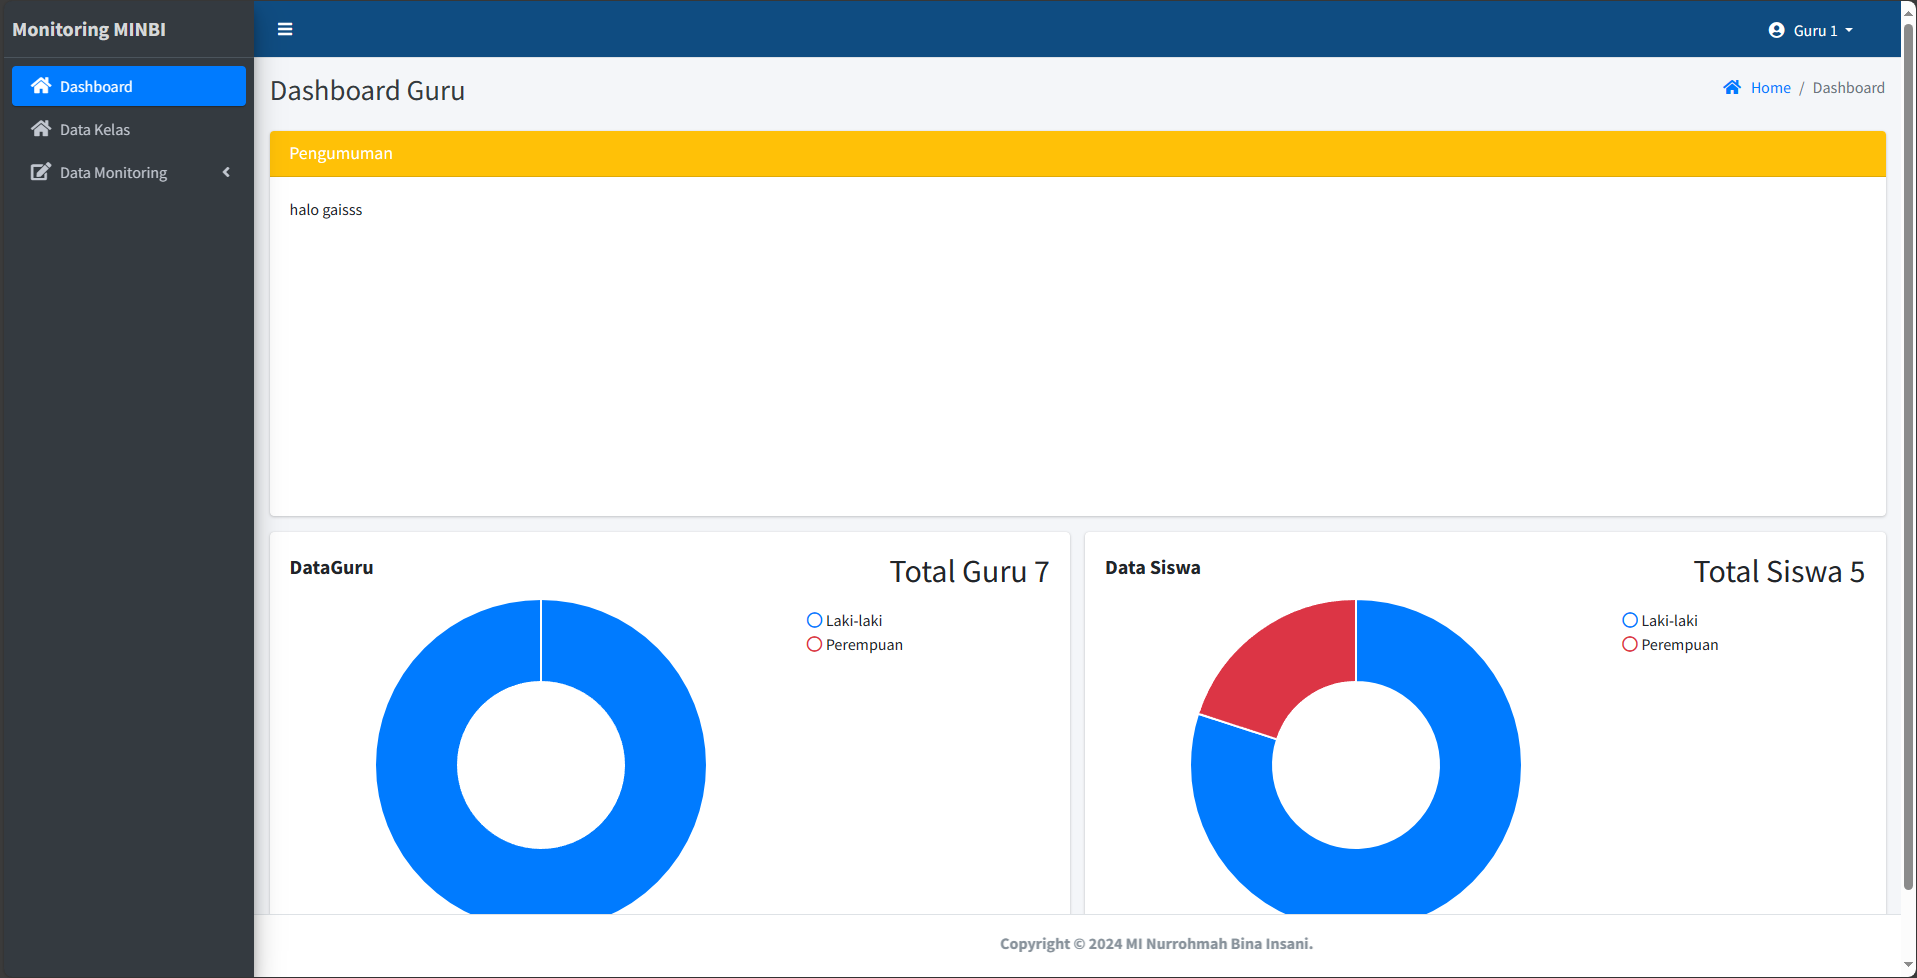 Monitoring MINBI
Guru 1
Dashboard
Data Kelas
Data Monitoring
Dashboard Guru
Home / Dashboard
Pengumuman
halo gaisss
DataGuru
Total Guru 7
Laki-laki
Perempuan
Data Siswa
Total Siswa 5
Laki-laki
Perempuan
Copyright © 2024 MI Nurrohmah Bina Insani.